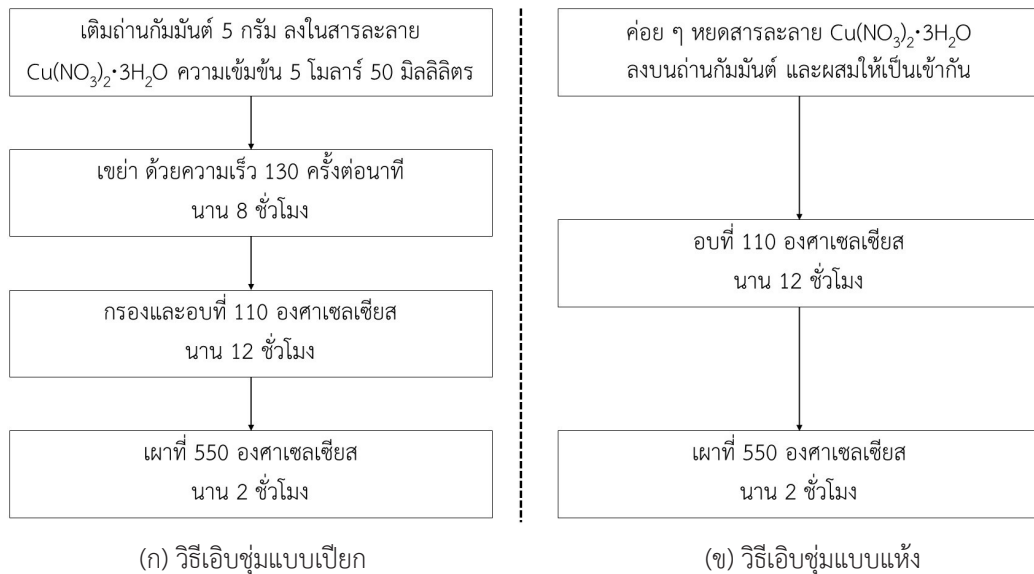 เติมถ่านกัมมันต์ 5 กรัม ลงในสารละลาย
Cu(NO₃)₂·3H₂O ความเข้มข้น 5 โมลาร์ 50 มิลลิลิตร
เขย่า ด้วยความเร็ว 130 ครั้งต่อนาที
นาน 8 ชั่วโมง
กรองและอบที่ 110 องศาเซลเซียส
นาน 12 ชั่วโมง
เผาที่ 550 องศาเซลเซียส
นาน 2 ชั่วโมง
(ก) วิธีเอิบชุ่มแบบเปียก
ค่อย ๆ หยดสารละลาย Cu(NO₃)₂·3H₂O
ลงบนถ่านกัมมันต์ และผสมให้เป็นเข้ากัน
อบที่ 110 องศาเซลเซียส
นาน 12 ชั่วโมง
เผาที่ 550 องศาเซลเซียส
นาน 2 ชั่วโมง
(ข) วิธีเอิบชุ่มแบบแห้ง